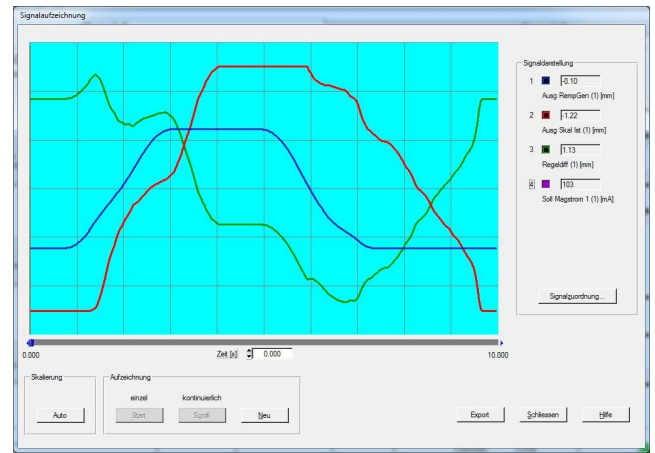 Signalaufzeichnung
Signaldarstellung
1 -0.10
Ausg RempGen (1) [mm]
2 -1.22
Ausg Skal Ist (1) [mm]
3 1.13
Regeldiff (1) [mm]
4 103
Soll Magstrom 1 (1) [mA]
Signalzuordnung...
0.000 Zeit [s] 0.000 10.000
Skalierung
Auto
Aufzeichnung
einzel kontinuierlich
Start Scroll Neu
Export Schliessen Hilfe